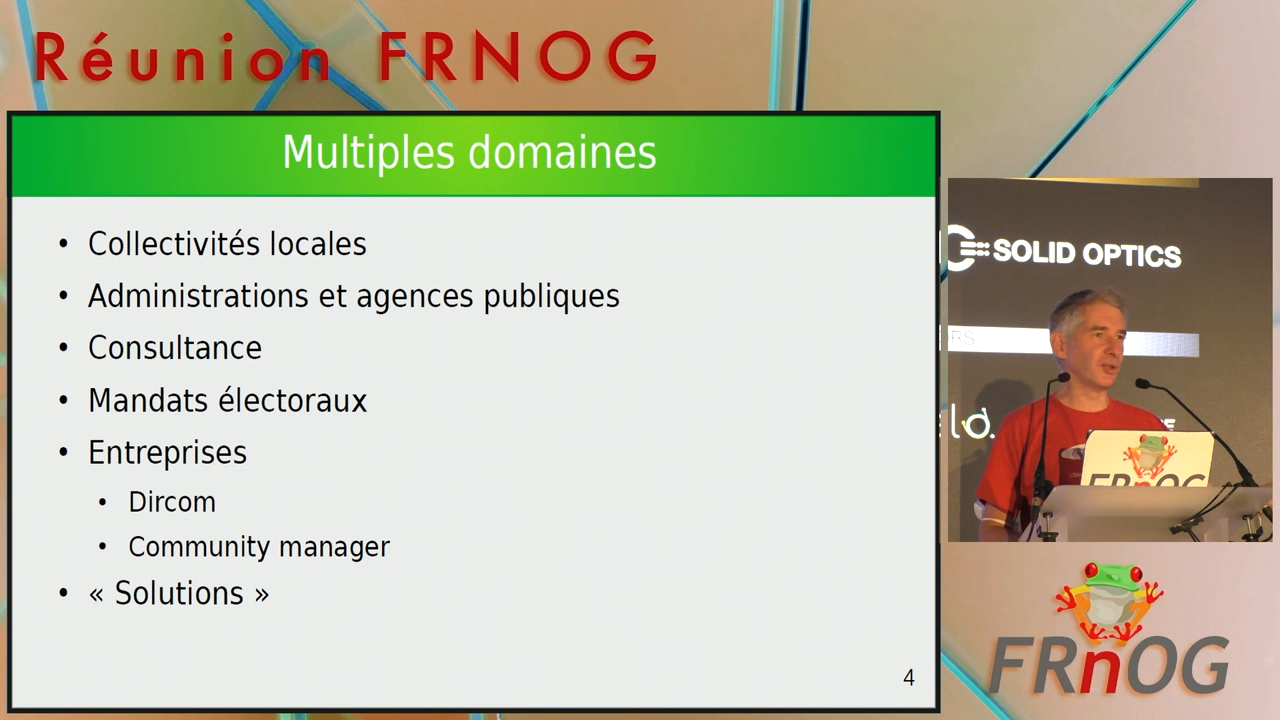 Réunion FRNOG
Multiples domaines
• Collectivités locales
• Administrations et agences publiques
• Consultance
• Mandats électoraux
• Entreprises
• Dircom
• Community manager
• « Solutions »
4
SOLID OPTICS
FRnOG
FRnOG